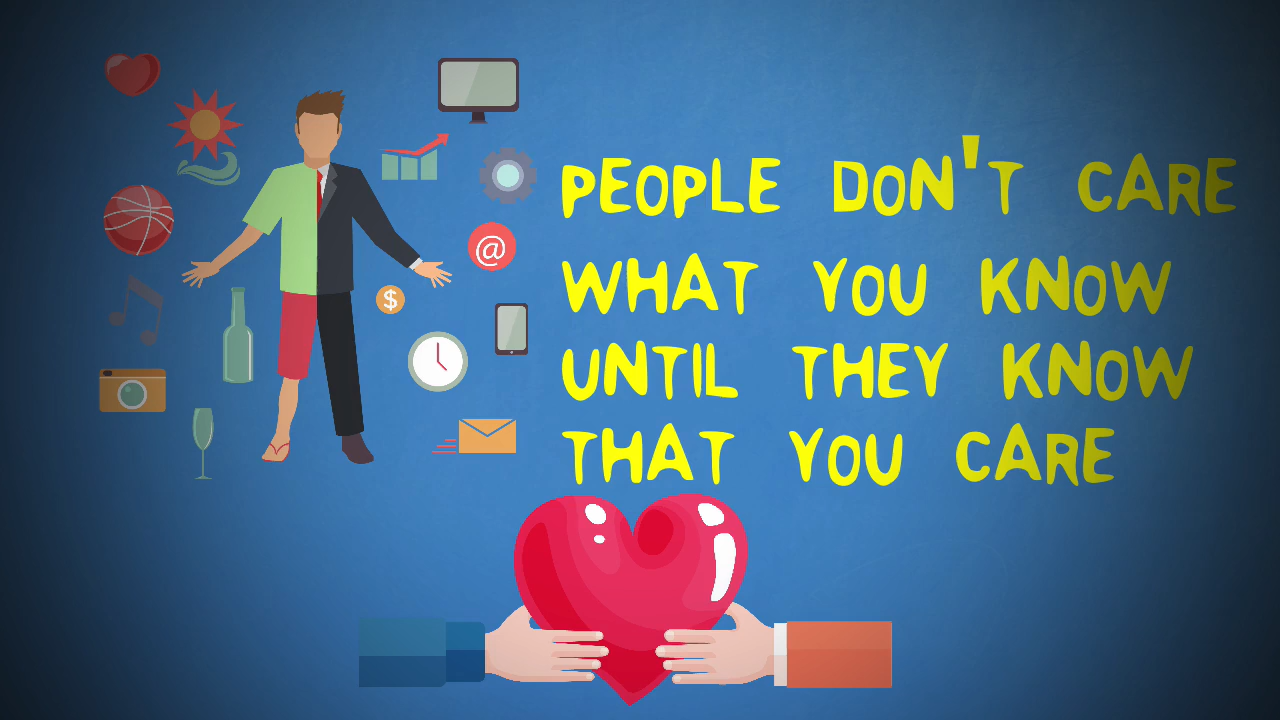 @
$
PEOPLE DON'T CARE
WHAT YOU KNOW
UNTIL THEY KNOW
THAT YOU CARE